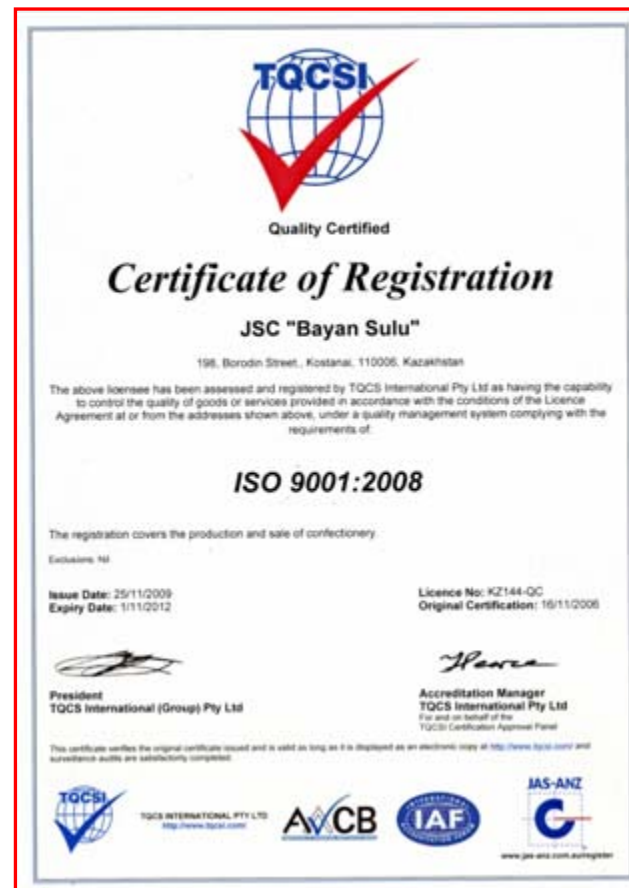 TQCSI
Quality Certified
Certificate of Registration
JSC "Bayan Sulu"
198, Borodin Street., Kostanai, 110006, Kazakhstan
The above licensee has been assessed and registered by TQCS International Pty Ltd as having the capability
to control the quality of goods or services provided in accordance with the conditions of the Licence
Agreement at or from the addresses shown above, under a quality management system complying with the
requirements of:
ISO 9001:2008
The registration covers the production and sale of confectionery.
Exclusions: Nil
Issue Date: 25/11/2009
Expiry Date: 1/11/2012
Licence No: KZ144-QC
Original Certification: 16/11/2006
President
TQCS International (Group) Pty Ltd
Accreditation Manager
TQCS International Pty Ltd
For and on behalf of the
TQCSI Certification Approval Panel
This certificate verifies the original certificate issued and is valid as long as it is displayed as an electronic copy at http://www.tqcsi.com/ and
surveillance audits are satisfactorily completed.
TQCSI
TQCS INTERNATIONAL PTY LTD
http://www.tqcsi.com/
IAF
JAS-ANZ
www.jas-anz.com.au/register